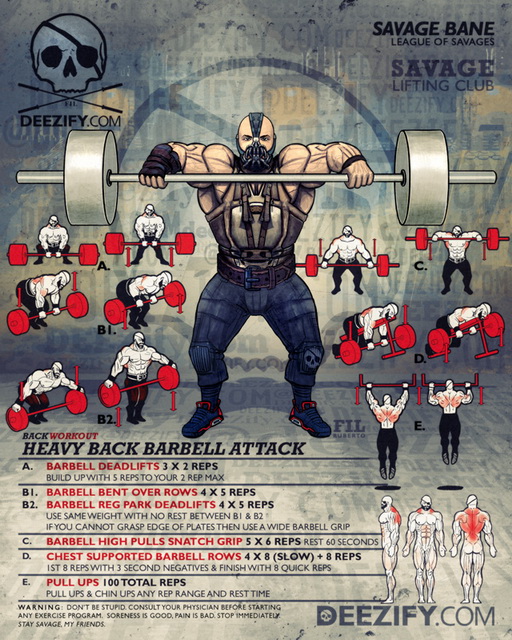 SAVAGE BANE
LEAGUE OF SAVAGES
SAVAGE
LIFTING CLUB
DEEZIFY.COM
A.
C.
B1.
D.
B2.
E.
FIL
RUBERTO
BACK WORKOUT
HEAVY BACK BARBELL ATTACK
A. BARBELL DEADLIFTS 3 X 2 REPS
BUILD UP WITH 5 REPS TO YOUR 2 REP MAX
B1. BARBELL BENT OVER ROWS 4 X 5 REPS
B2. BARBELL REG PARK DEADLIFTS 4 X 5 REPS
USE SAME WEIGHT WITH NO REST BETWEEN B1 & B2
IF YOU CANNOT GRASP EDGE OF PLATES THEN USE A WIDE BARBELL GRIP
C. BARBELL HIGH PULLS SNATCH GRIP 5 X 6 REPS REST 60 SECONDS
D. CHEST SUPPORTED BARBELL ROWS 4 X 8 (SLOW) + 8 REPS
1ST 8 REPS WITH 3 SECOND NEGATIVES & FINISH WITH 8 QUICK REPS
E. PULL UPS 100 TOTAL REPS
PULL UPS & CHIN UPS ANY REP RANGE AND REST TIME
WARNING: DON'T BE STUPID. CONSULT YOUR PHYSICIAN BEFORE STARTING
ANY EXERCISE PROGRAM. SORENESS IS GOOD, PAIN IS BAD. STOP IMMEDIATELY.
STAY SAVAGE, MY FRIENDS.
DEEZIFY.COM